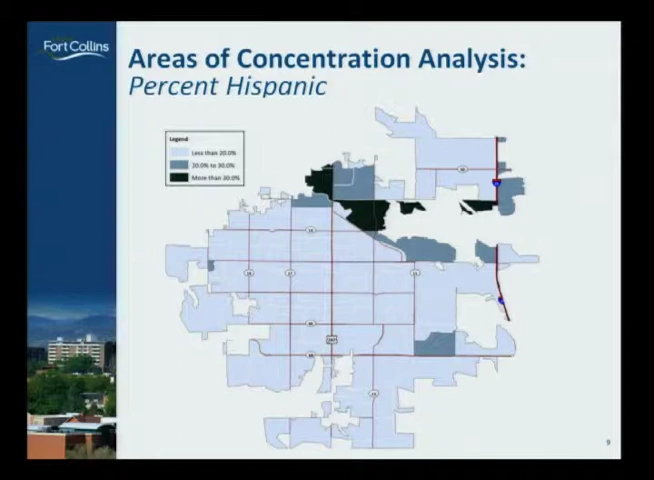 Fort Collins
Areas of Concentration Analysis:
Percent Hispanic
Legend
Less than 20.0%
20.0% to 30.0%
More than 30.0%
287
9